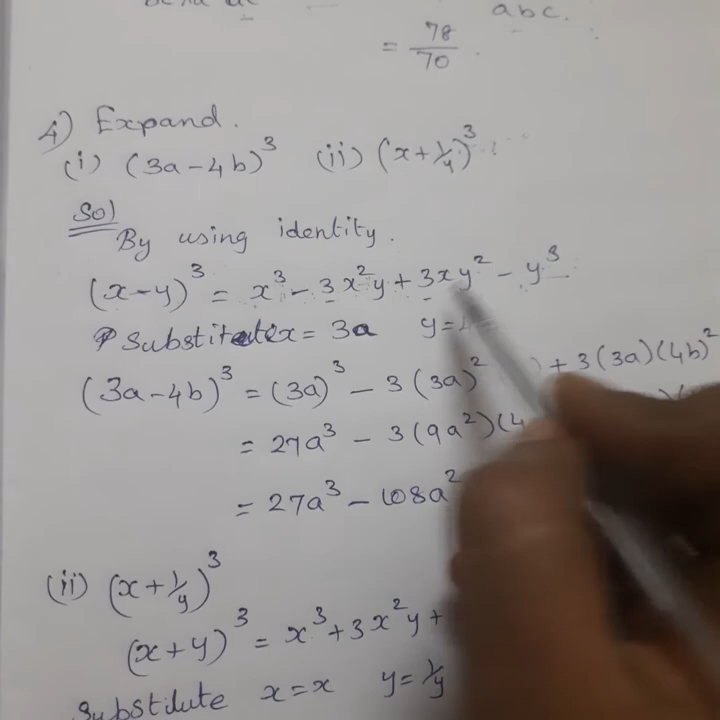 abc.
= 78/70.
4) Expand.
(i) (3a-4b)³ (ii) (x+1/y)³
Sol
By using identity.
(x-y)³ = x³ - 3x²y + 3xy² - y³
Substitute x = 3a y=
(3a-4b)³ = (3a)³ - 3(3a)² ) + 3(3a)(4b)²
= 27a³ - 3(9a²)(4
= 27a³ - 108a²
(ii) (x+1/y)³
(x+y)³ = x³+3x²y+
Substitute x=x y=1/y